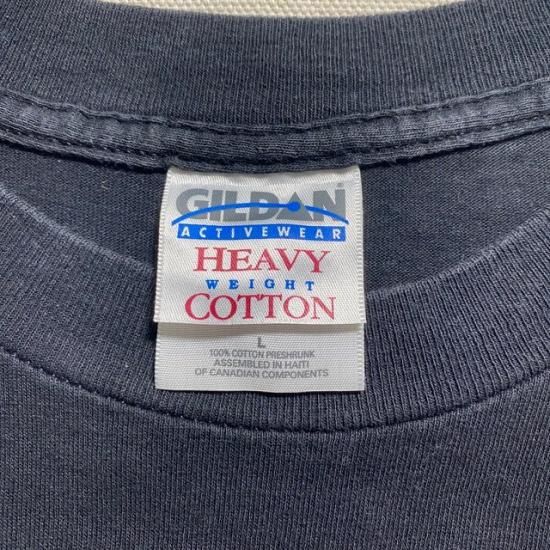 GILDAN
ACTIVEWEAR
HEAVY
WEIGHT
COTTON
L
100% COTTON PRESHRUNK
ASSEMBLED IN HAITI
OF CANADIAN COMPONENTS